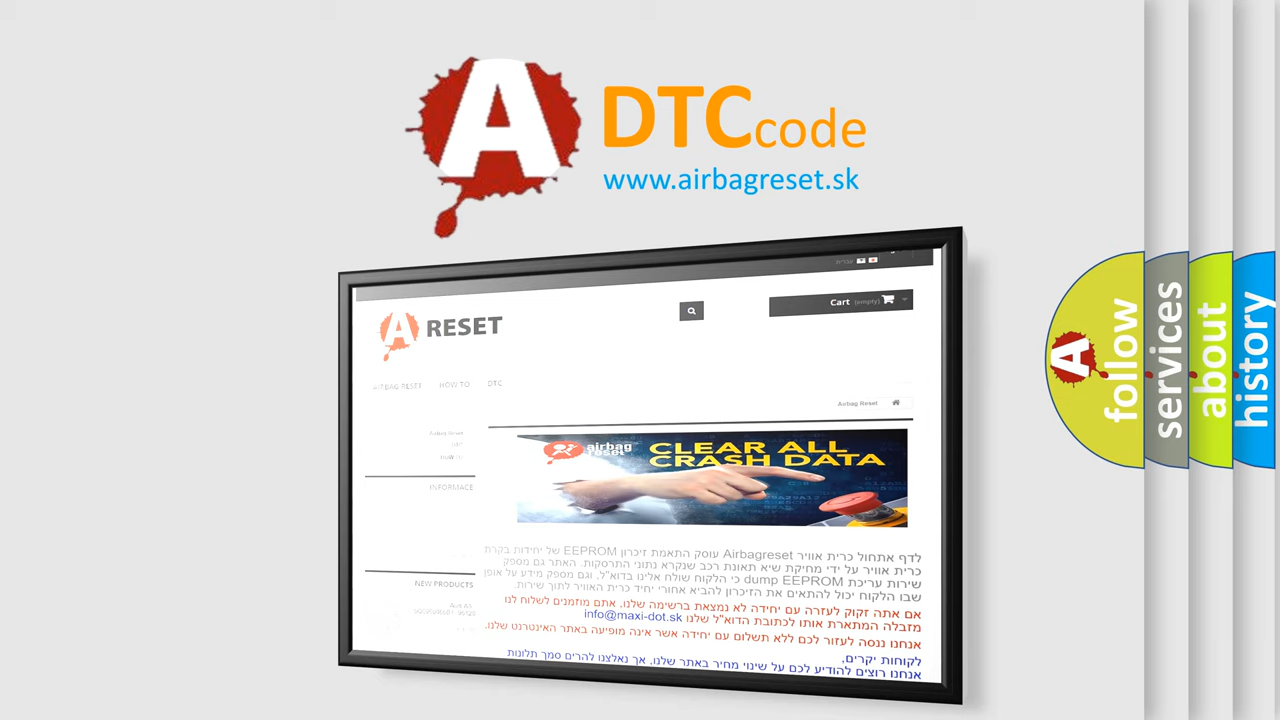 A
DTC code
www.airbagreset.sk
עברית
Cart (empty)
A RESET
AIRBAG RESET HOW TO DTC
Airbag Reset
Airbag Reset
HOW TO
airbag reset
CLEAR ALL
CRASH DATA
INFORMACE
לדף אתחול כרית אוויר Airbagreset עוסק התאמת זיכרון EEPROM של יחידות בקרת
כרית אוויר על ידי מחיקת שיא תאונת רכב שנקרא נתוני התרסקות. האתר גם מספק
שירות עריכת dump EEPROM כי הלקוח שולח אלינו בדוא"ל, וגם מספק מידע על אופן
שבו הלקוח יכול להתאים את הזיכרון להביא אחורי יחיד כרית האוויר לתוך שירות.
NEW PRODUCTS
אם אתה זקוק לעזרה עם יחידה לא נמצאת ברשימה שלנו, אתם מוזמנים לשלוח לנו
מזבלה המתארת אותו לכתובת הדוא"ל שלנו info@maxi-dot.sk
אנחנו ננסה לעזור לכם ללא תשלום עם יחידה אשר אינה מופיעה באתר האינטרנט שלנו.
לקוחות יקרים,
אנחנו רוצים להודיע לכם על שינוי מחיר באתר שלנו, אך נאלצנו להרים סמך תלונות
A follow
services
about
history